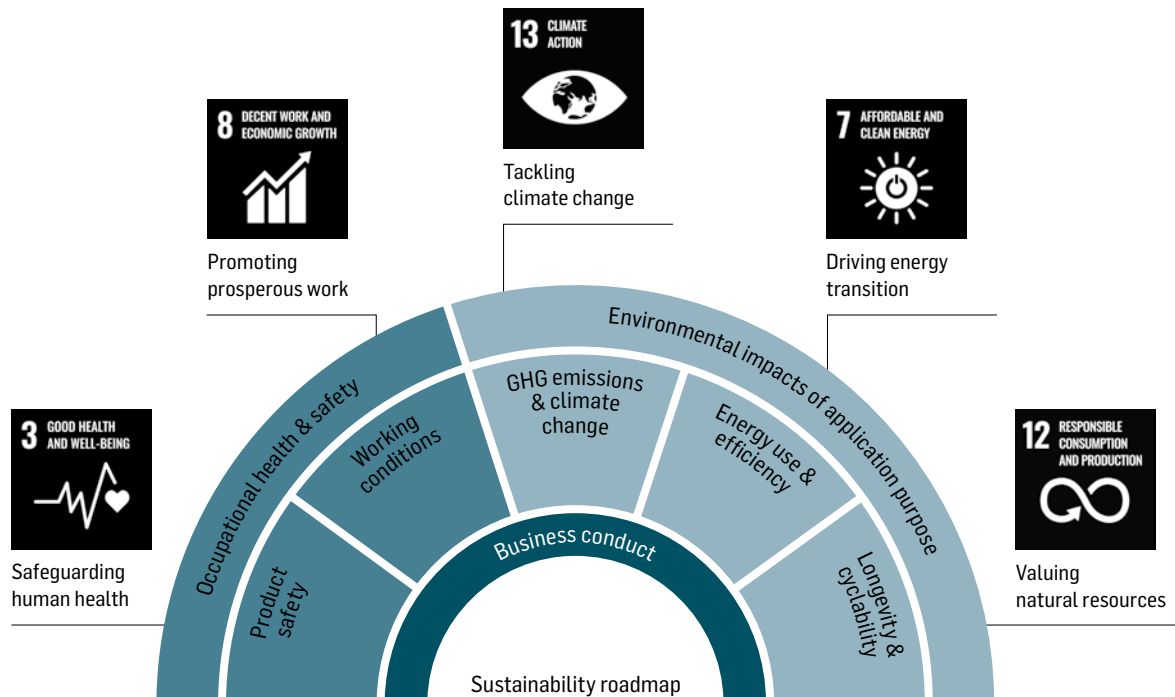 13 CLIMATE
ACTION
Tackling
climate change
8 DECENT WORK AND
ECONOMIC GROWTH
Promoting
prosperous work
7 AFFORDABLE AND
CLEAN ENERGY
Driving energy
transition
3 GOOD HEALTH
AND WELL-BEING
Safeguarding
human health
12 RESPONSIBLE
CONSUMPTION
AND PRODUCTION
Valuing
natural resources
Occupational health & safety
Environmental impacts of application purpose
Product
safety
Working
conditions
GHG emissions
& climate
change
Energy use &
efficiency
Longevity &
cyclability
Business conduct
Sustainability roadmap